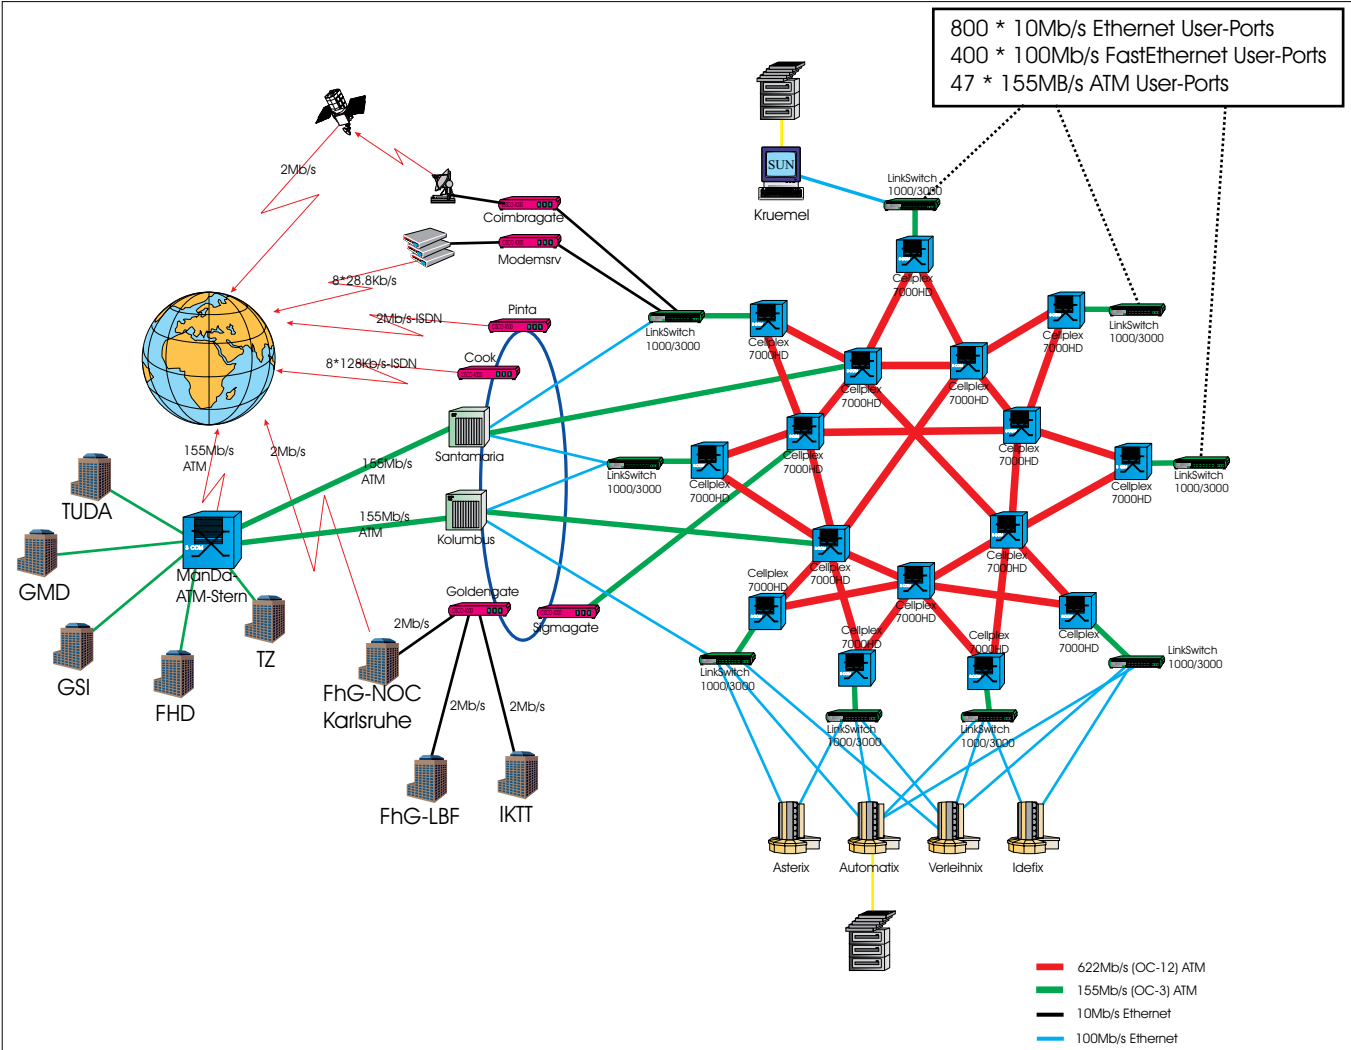 800 * 10Mb/s Ethernet User-Ports
400 * 100Mb/s FastEthernet User-Ports
47 * 155MB/s ATM User-Ports
SUN
Kruemel
LinkSwitch
1000/3000
Cellplex
7000HD
2Mb/s
Coimbragate
Modemsrv
8*28.8Kb/s
Pinta
2Mb/s-ISDN
Cook
8*128Kb/s-ISDN
LinkSwitch
1000/3000
Cellplex
7000HD
Cellplex
7000HD
Cellplex
7000HD
Cellplex
7000HD
LinkSwitch
1000/3000
Santamaria
155Mb/s
ATM
155Mb/s
ATM
2Mb/s
LinkSwitch
1000/3000
Cellplex
7000HD
Cellplex
7000HD
Cellplex
7000HD
Cellplex
7000HD
LinkSwitch
1000/3000
TUDA
GMD
GSI
FHD
TZ
3 COM
ManDa-
ATM-Stern
155Mb/s
ATM
Kolumbus
Cellplex
7000HD
Cellplex
7000HD
Cellplex
7000HD
Cellplex
7000HD
Cellplex
7000HD
Cellplex
7000HD
Cellplex
7000HD
Goldengate
Sigmagate
2Mb/s
FhG-NOC
Karlsruhe
2Mb/s
2Mb/s
FhG-LBF
IKTT
LinkSwitch
1000/3000
LinkSwitch
1000/3000
LinkSwitch
1000/3000
LinkSwitch
1000/3000
Asterix
Automatix
Verleihnix
Idefix
622Mb/s (OC-12) ATM
155Mb/s (OC-3) ATM
10Mb/s Ethernet
100Mb/s Ethernet